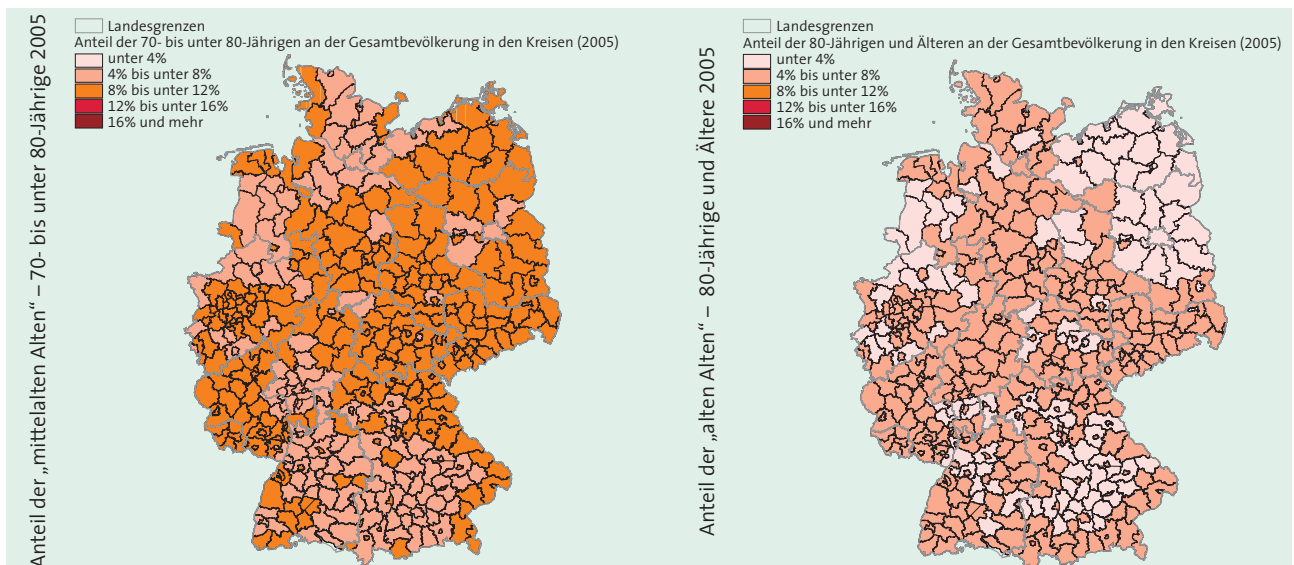 Anteil der „mittelalten Alten“ – 70- bis unter 80-Jährige 2005
Landesgrenzen
Anteil der 70- bis unter 80-Jährigen an der Gesamtbevölkerung in den Kreisen (2005)
unter 4%
4% bis unter 8%
8% bis unter 12%
12% bis unter 16%
16% und mehr
Anteil der „alten Alten“ – 80-Jährige und Ältere 2005
Landesgrenzen
Anteil der 80-Jährigen und Älteren an der Gesamtbevölkerung in den Kreisen (2005)
unter 4%
4% bis unter 8%
8% bis unter 12%
12% bis unter 16%
16% und mehr